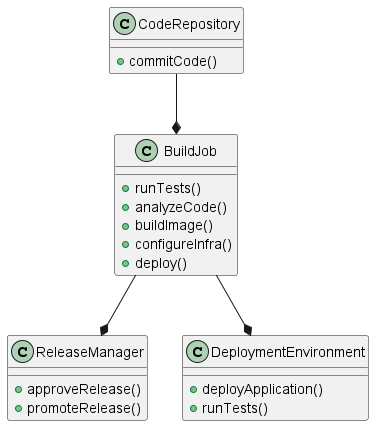 C CodeRepository
commitCode()
C BuildJob
runTests()
analyzeCode()
buildImage()
configureInfra()
deploy()
C ReleaseManager
approveRelease()
promoteRelease()
C DeploymentEnvironment
deployApplication()
runTests()